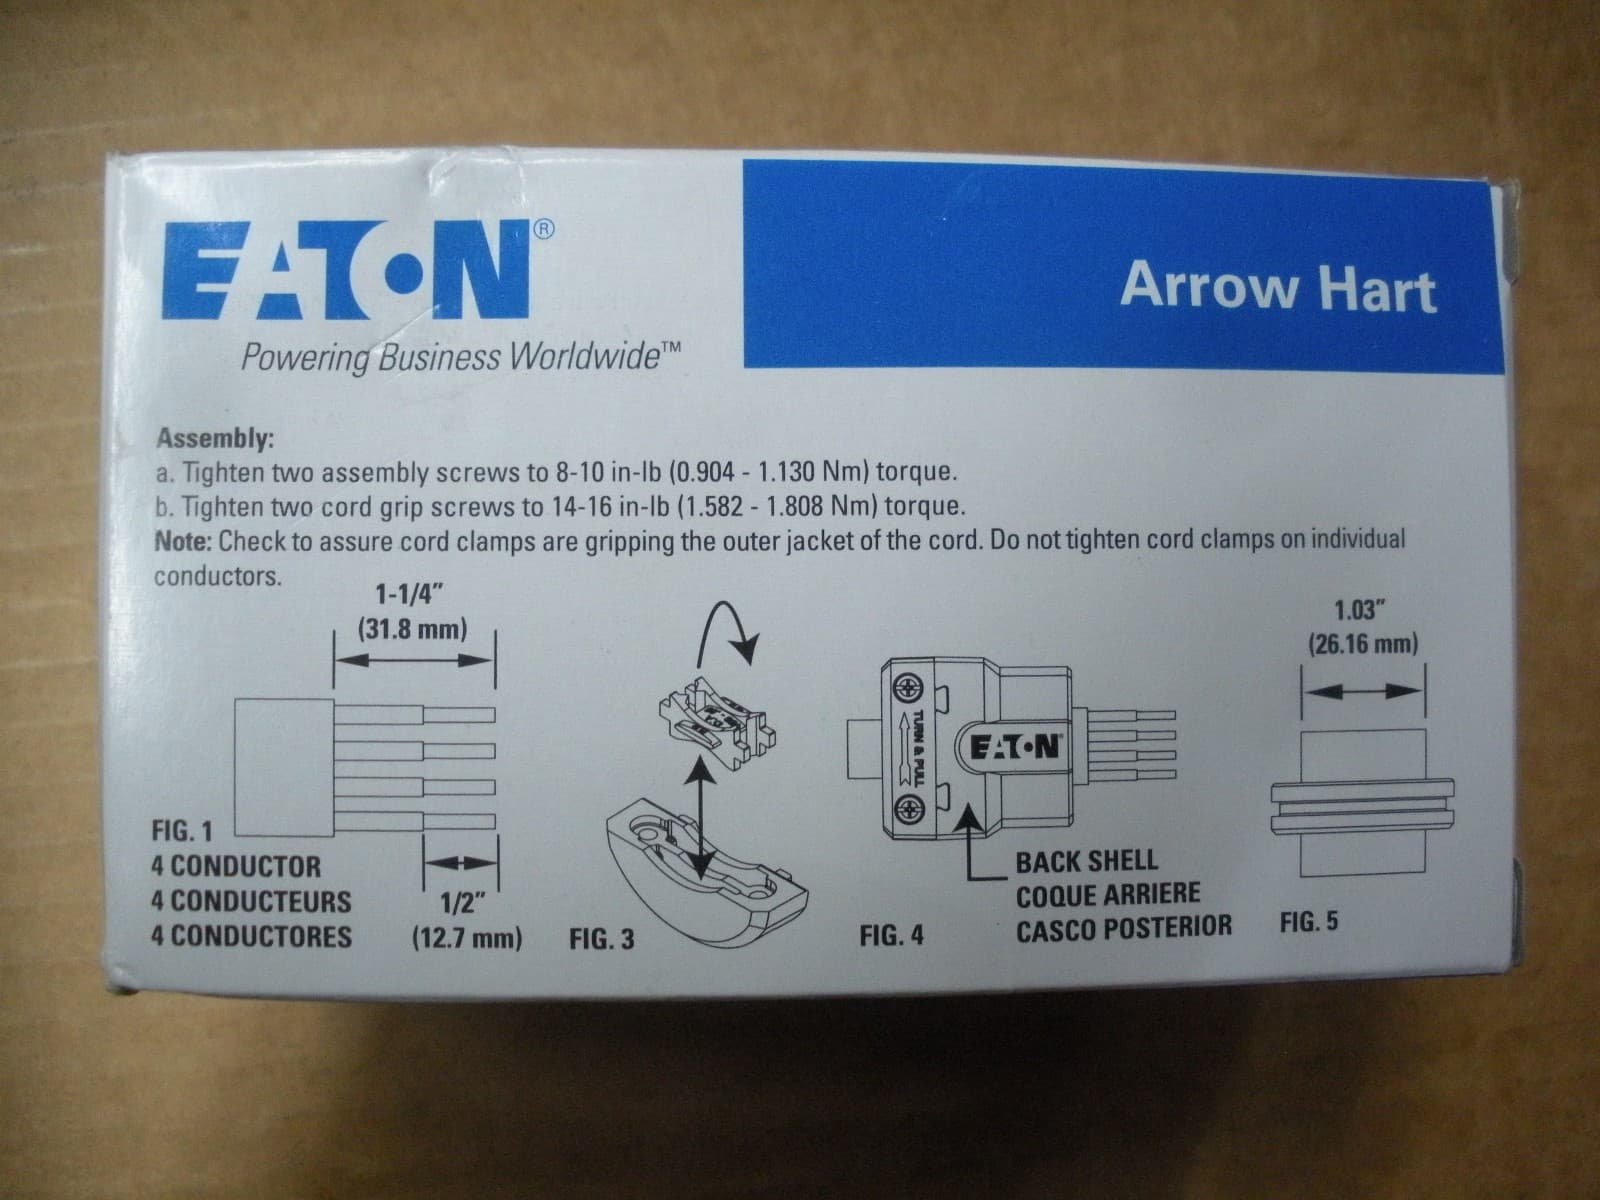 EATON®
Powering Business Worldwide™
Arrow Hart
Assembly:
a. Tighten two assembly screws to 8-10 in-lb (0.904 - 1.130 Nm) torque.
b. Tighten two cord grip screws to 14-16 in-lb (1.582 - 1.808 Nm) torque.
Note: Check to assure cord clamps are gripping the outer jacket of the cord. Do not tighten cord clamps on individual
conductors.
1-1/4"
(31.8 mm)
FIG. 1
4 CONDUCTOR
4 CONDUCTEURS
4 CONDUCTORES
1/2"
(12.7 mm)
FIG. 3
TURN & PULL
EATON
FIG. 4
BACK SHELL
COQUE ARRIERE
CASCO POSTERIOR
1.03"
(26.16 mm)
FIG. 5